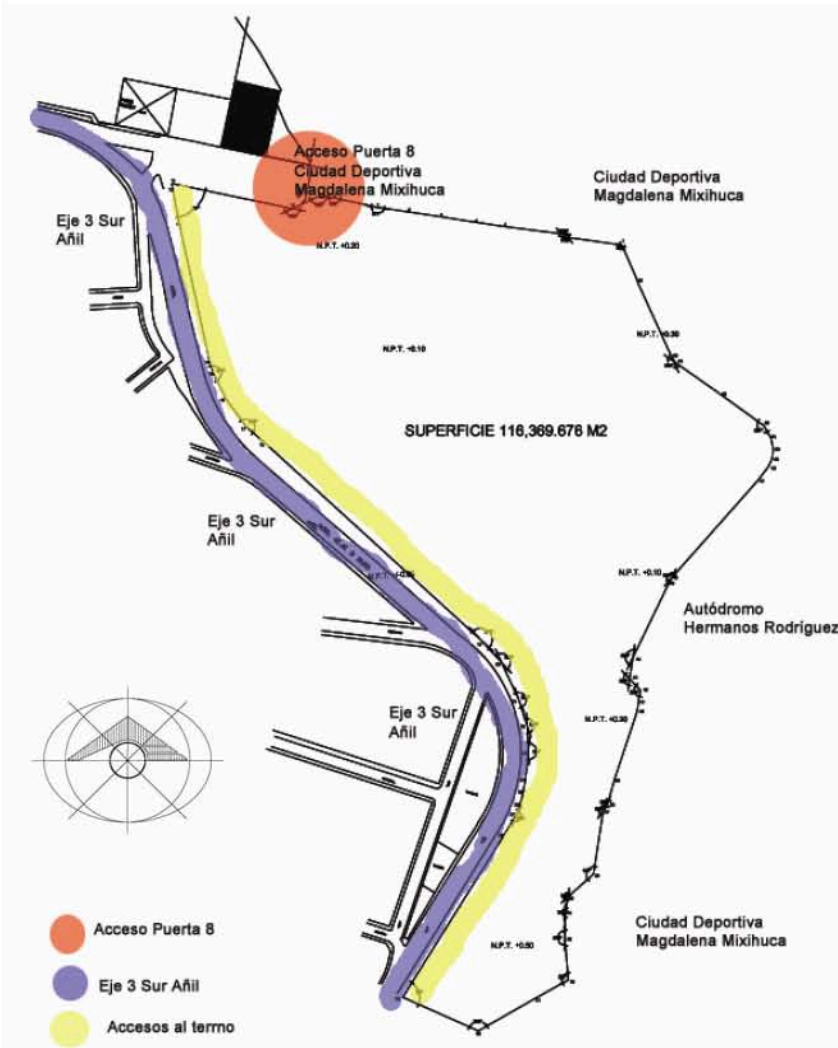 Acceso Puerta 8
Ciudad Deportiva
Magdalena Mixihuca
Ciudad Deportiva
Magdalena Mixihuca
Eje 3 Sur
Añil
N.P.T. +0.20
N.P.T. +0.30
N.P.T. +0.10
SUPERFICIE 116,369.676 M2
Eje 3 Sur
Añil
N.P.T.
N.P.T. +0.10
Autódromo
Hermanos Rodríguez
Eje 3 Sur
Añil
N.P.T. +0.30
Ciudad Deportiva
Magdalena Mixihuca
N.P.T. +0.50
Acceso Puerta 8
Eje 3 Sur Añil
Accesos al terrno